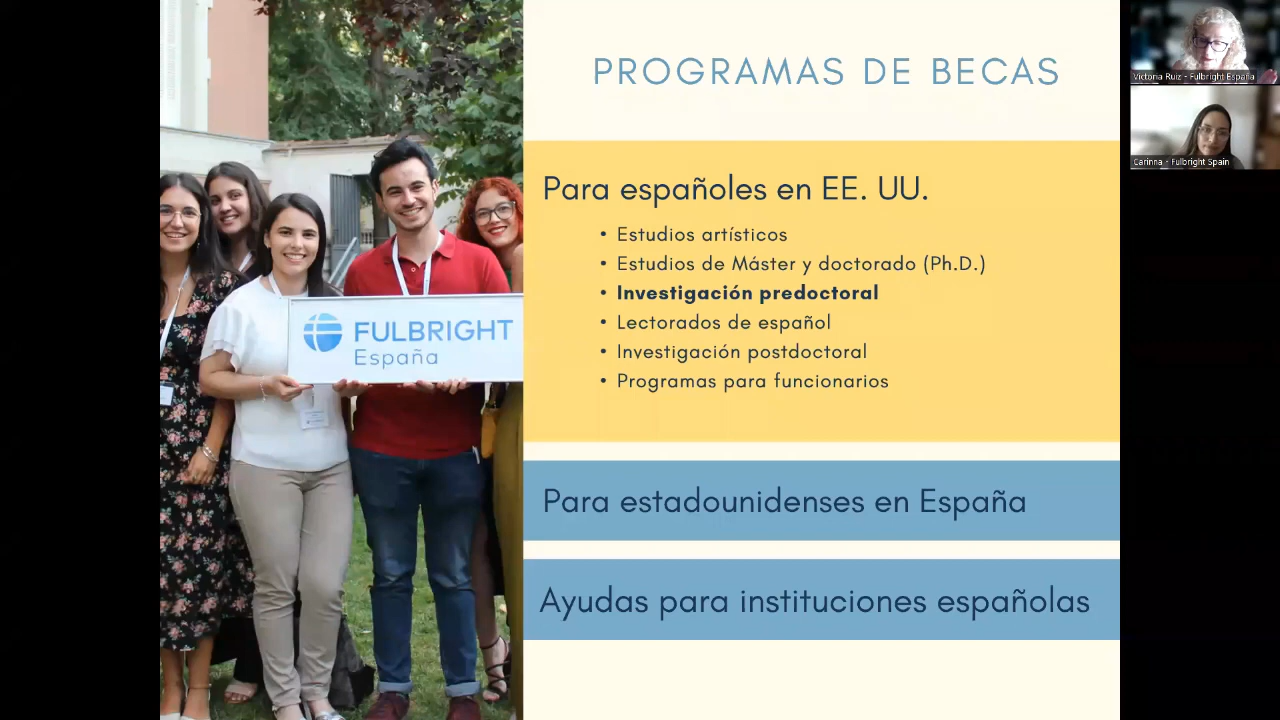 PROGRAMAS DE BECAS
Para españoles en EE. UU.
• Estudios artísticos
• Estudios de Máster y doctorado (Ph.D.)
• Investigación predoctoral
• Lectorados de español
• Investigación postdoctoral
• Programas para funcionarios
Para estadounidenses en España
Ayudas para instituciones españolas
FULBRIGHT
España
Victoria Ruiz - Fulbright España
Carinna - Fulbright Spain